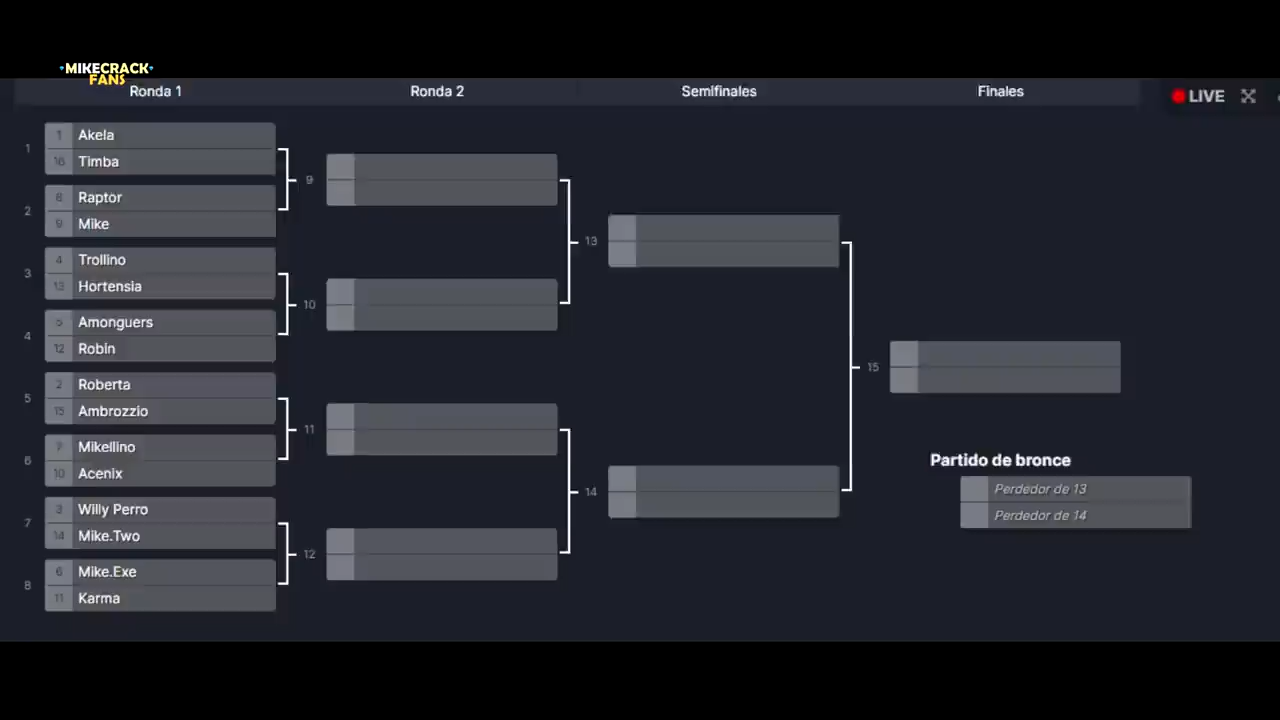 MIKECRACK
FANS
Ronda 1
Ronda 2
Semifinales
Finales
LIVE
1
1 Akela
16 Timba
2
8 Raptor
9 Mike
3
4 Trollino
13 Hortensia
4
5 Amonguers
12 Robin
5
2 Roberta
15 Ambrozzio
6
7 Mikellino
10 Acenix
7
3 Willy Perro
14 Mike.Two
8
6 Mike.Exe
11 Karma
9
10
11
12
13
14
15
Partido de bronce
Perdedor de 13
Perdedor de 14